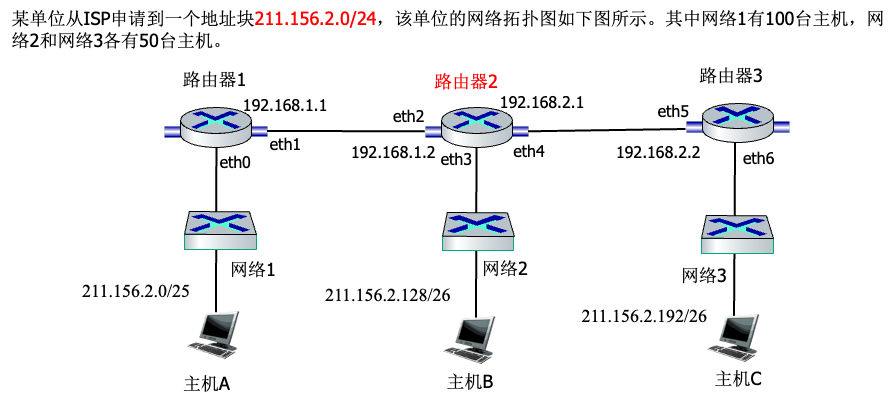 某单位从ISP申请到一个地址块211.156.2.0/24，该单位的网络拓扑图如下图所示。其中网络1有100台主机，网
络2和网络3各有50台主机。
路由器1
路由器2
路由器3
192.168.1.1
eth2
192.168.2.1
eth5
eth1
192.168.1.2
eth4
192.168.2.2
eth0
eth3
eth6
网络1
网络2
网络3
211.156.2.0/25
211.156.2.128/26
211.156.2.192/26
主机A
主机B
主机C